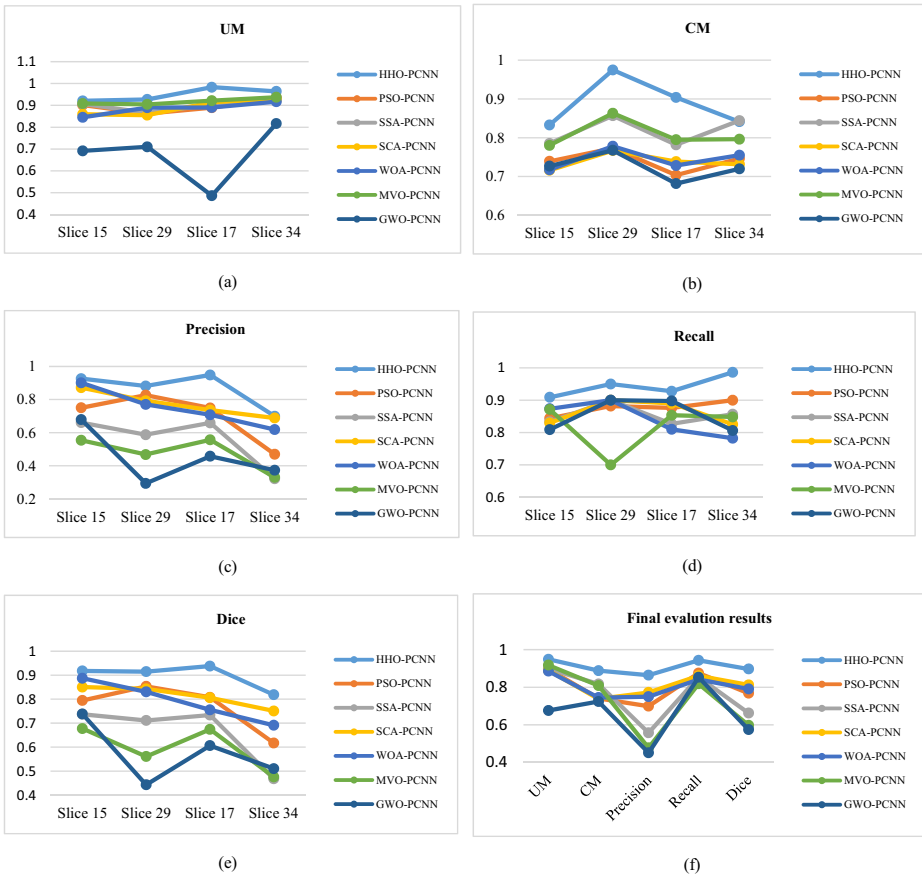 UM
1.1
1
0.9
0.8
0.7
0.6
0.5
0.4
Slice 15 Slice 29 Slice 17 Slice 34
HHO-PCNN
PSO-PCNN
SSA-PCNN
SCA-PCNN
WOA-PCNN
MVO-PCNN
GWO-PCNN
(a)
CM
1
0.9
0.8
0.7
0.6
Slice 15 Slice 29 Slice 17 Slice 34
HHO-PCNN
PSO-PCNN
SSA-PCNN
SCA-PCNN
WOA-PCNN
MVO-PCNN
GWO-PCNN
(b)
Precision
1
0.8
0.6
0.4
0.2
Slice 15 Slice 29 Slice 17 Slice 34
HHO-PCNN
PSO-PCNN
SSA-PCNN
SCA-PCNN
WOA-PCNN
MVO-PCNN
GWO-PCNN
(c)
Recall
1
0.9
0.8
0.7
0.6
Slice 15 Slice 29 Slice 17 Slice 34
HHO-PCNN
PSO-PCNN
SSA-PCNN
SCA-PCNN
WOA-PCNN
MVO-PCNN
GWO-PCNN
(d)
Dice
1
0.9
0.8
0.7
0.6
0.5
0.4
Slice 15 Slice 29 Slice 17 Slice 34
HHO-PCNN
PSO-PCNN
SSA-PCNN
SCA-PCNN
WOA-PCNN
MVO-PCNN
GWO-PCNN
(e)
Final evalution results
1
0.8
0.6
0.4
UM CM Precision Recall Dice
HHO-PCNN
PSO-PCNN
SSA-PCNN
SCA-PCNN
WOA-PCNN
MVO-PCNN
GWO-PCNN
(f)